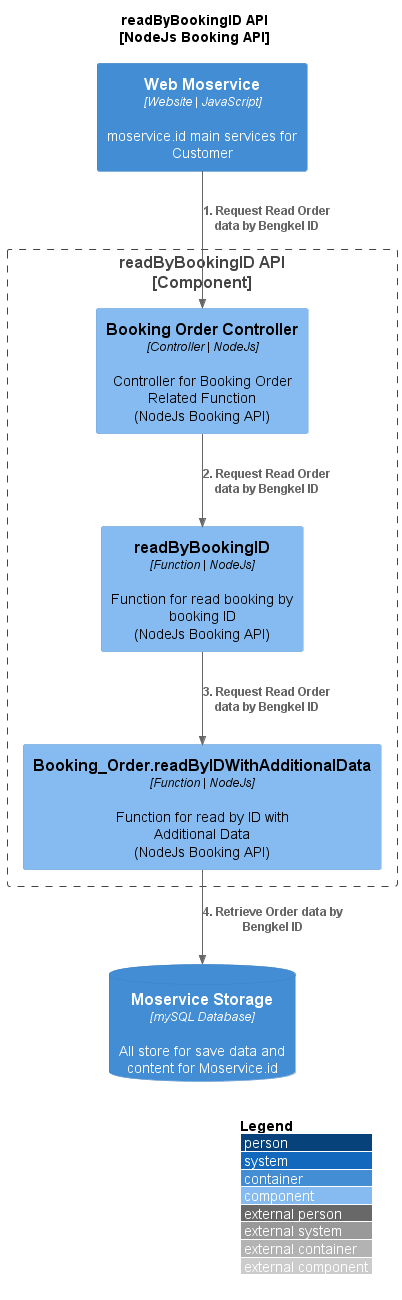 readByBookingID API
[NodeJs Booking API]
Web Moservice
[Website | JavaScript]
moservice.id main services for
Customer
1. Request Read Order
data by Bengkel ID
readByBookingID API
[Component]
Booking Order Controller
[Controller | NodeJs]
Controller for Booking Order
Related Function
(NodeJs Booking API)
2. Request Read Order
data by Bengkel ID
readByBookingID
[Function | NodeJs]
Function for read booking by
booking ID
(NodeJs Booking API)
3. Request Read Order
data by Bengkel ID
Booking_Order.readByIDWithAdditionalData
[Function | NodeJs]
Function for read by ID with
Additional Data
(NodeJs Booking API)
4. Retrieve Order data by
Bengkel ID
Moservice Storage
[mySQL Database]
All store for save data and
content for Moservice.id
Legend
person
system
container
component
external person
external system
external container
external component